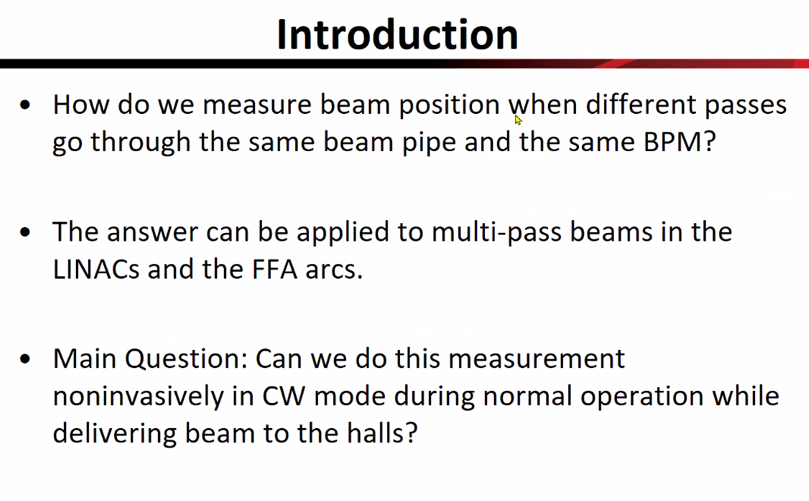 Introduction
• How do we measure beam position when different passes
go through the same beam pipe and the same BPM?
• The answer can be applied to multi-pass beams in the
LINACs and the FFA arcs.
• Main Question: Can we do this measurement
noninvasively in CW mode during normal operation while
delivering beam to the halls?